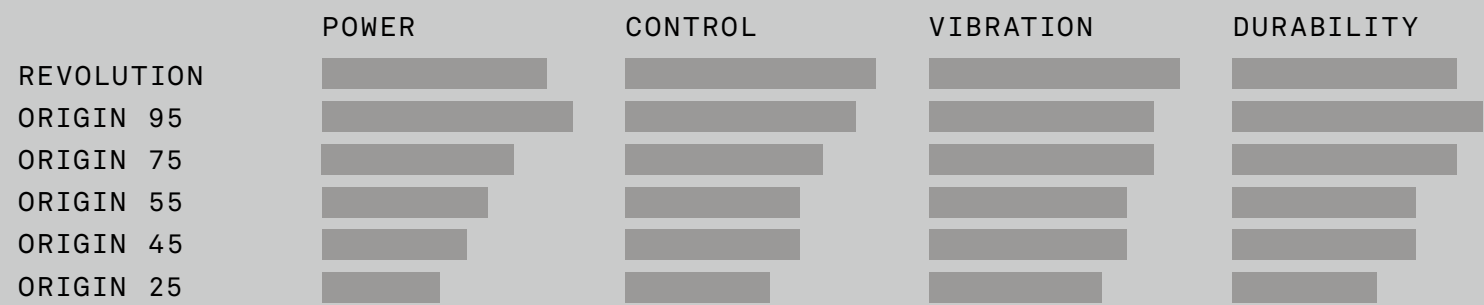 POWER CONTROL VIBRATION DURABILITY
REVOLUTION
ORIGIN 95
ORIGIN 75
ORIGIN 55
ORIGIN 45
ORIGIN 25